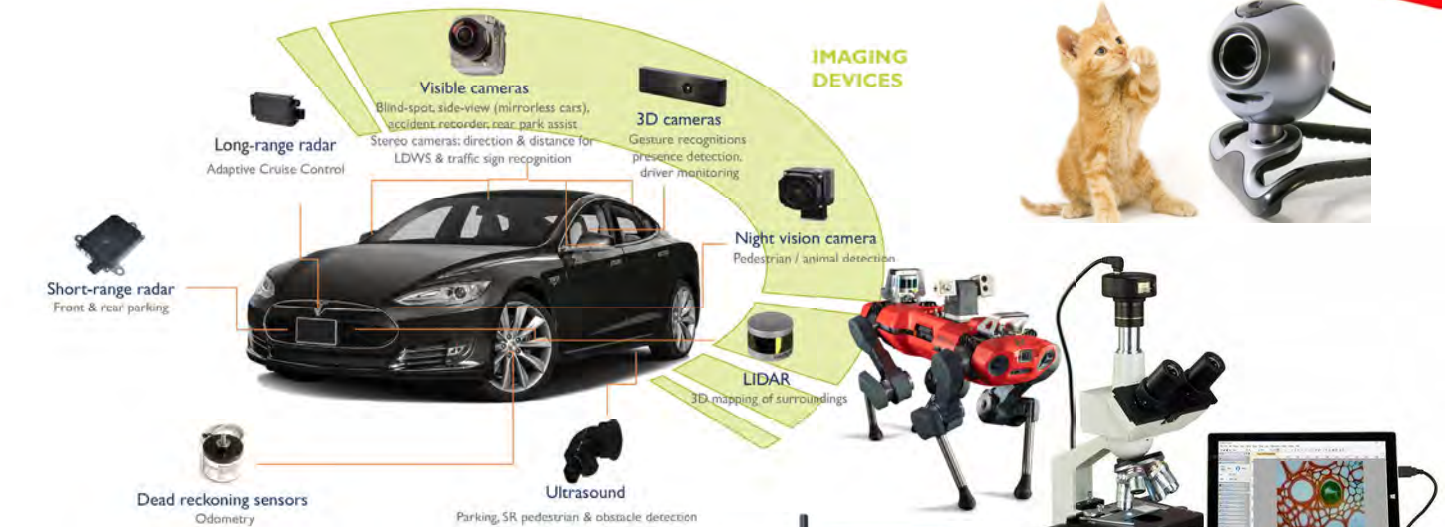 IMAGING
DEVICES
Visible cameras
Blind-spot, side-view (mirrorless cars),
accident recorder, rear park assist
Stereo cameras: direction & distance for
LDWS & traffic sign recognition
3D cameras
Gesture recognitions
presence detection,
driver monitoring
Long-range radar
Adaptive Cruise Control
Night vision camera
Pedestrian / animal detection
Short-range radar
Front & rear parking
LIDAR
3D mapping of surroundings
Dead reckoning sensors
Odometry
Ultrasound
Parking, SR pedestrian & obstacle detection